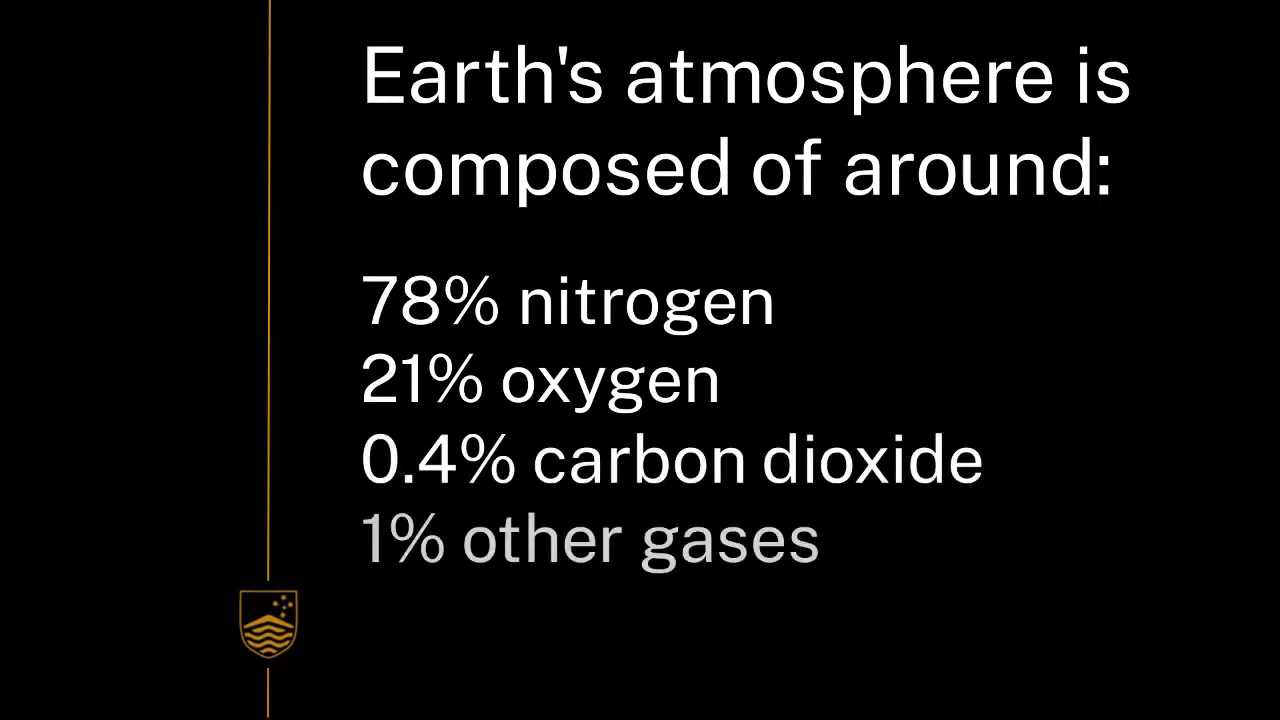 Earth's atmosphere is
composed of around:
78% nitrogen
21% oxygen
0.4% carbon dioxide
1% other gases